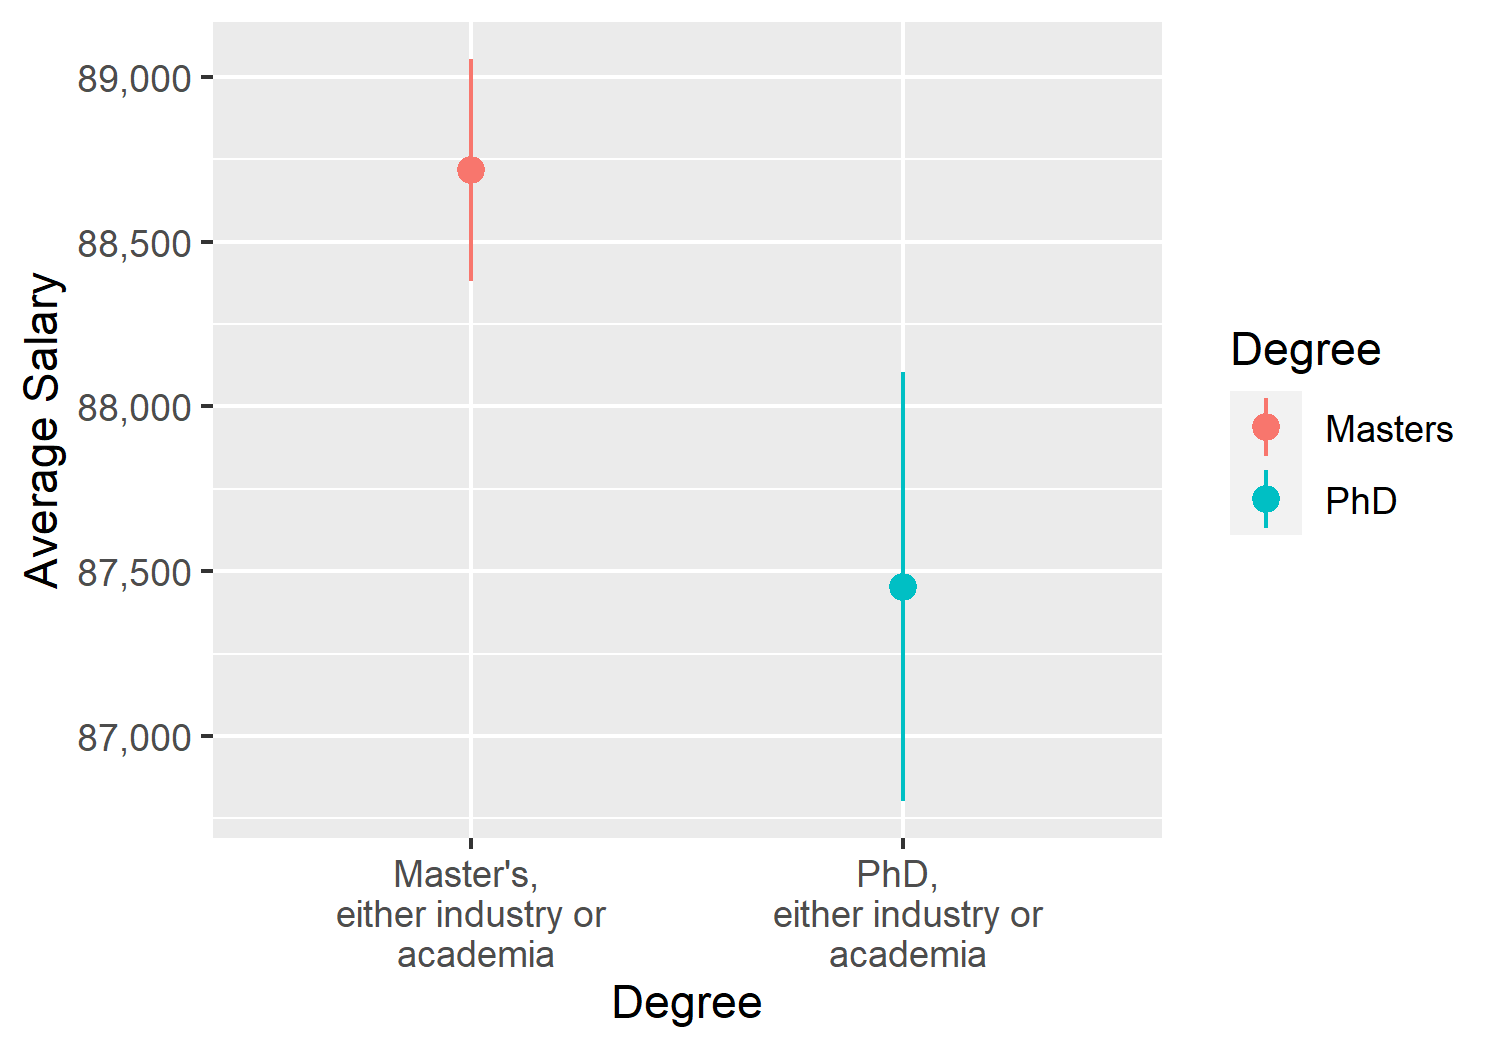 Average Salary
89,000
88,500
88,000
87,500
87,000
Master's,
either industry or
academia
PhD,
either industry or
academia
Degree
Degree
Masters
PhD